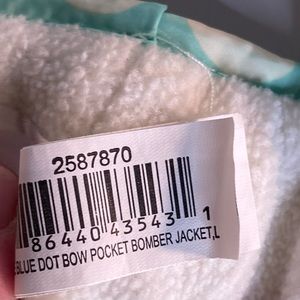 2587870
86440 43543 1
BLUE DOT BOW POCKET BOMBER JACKET,L